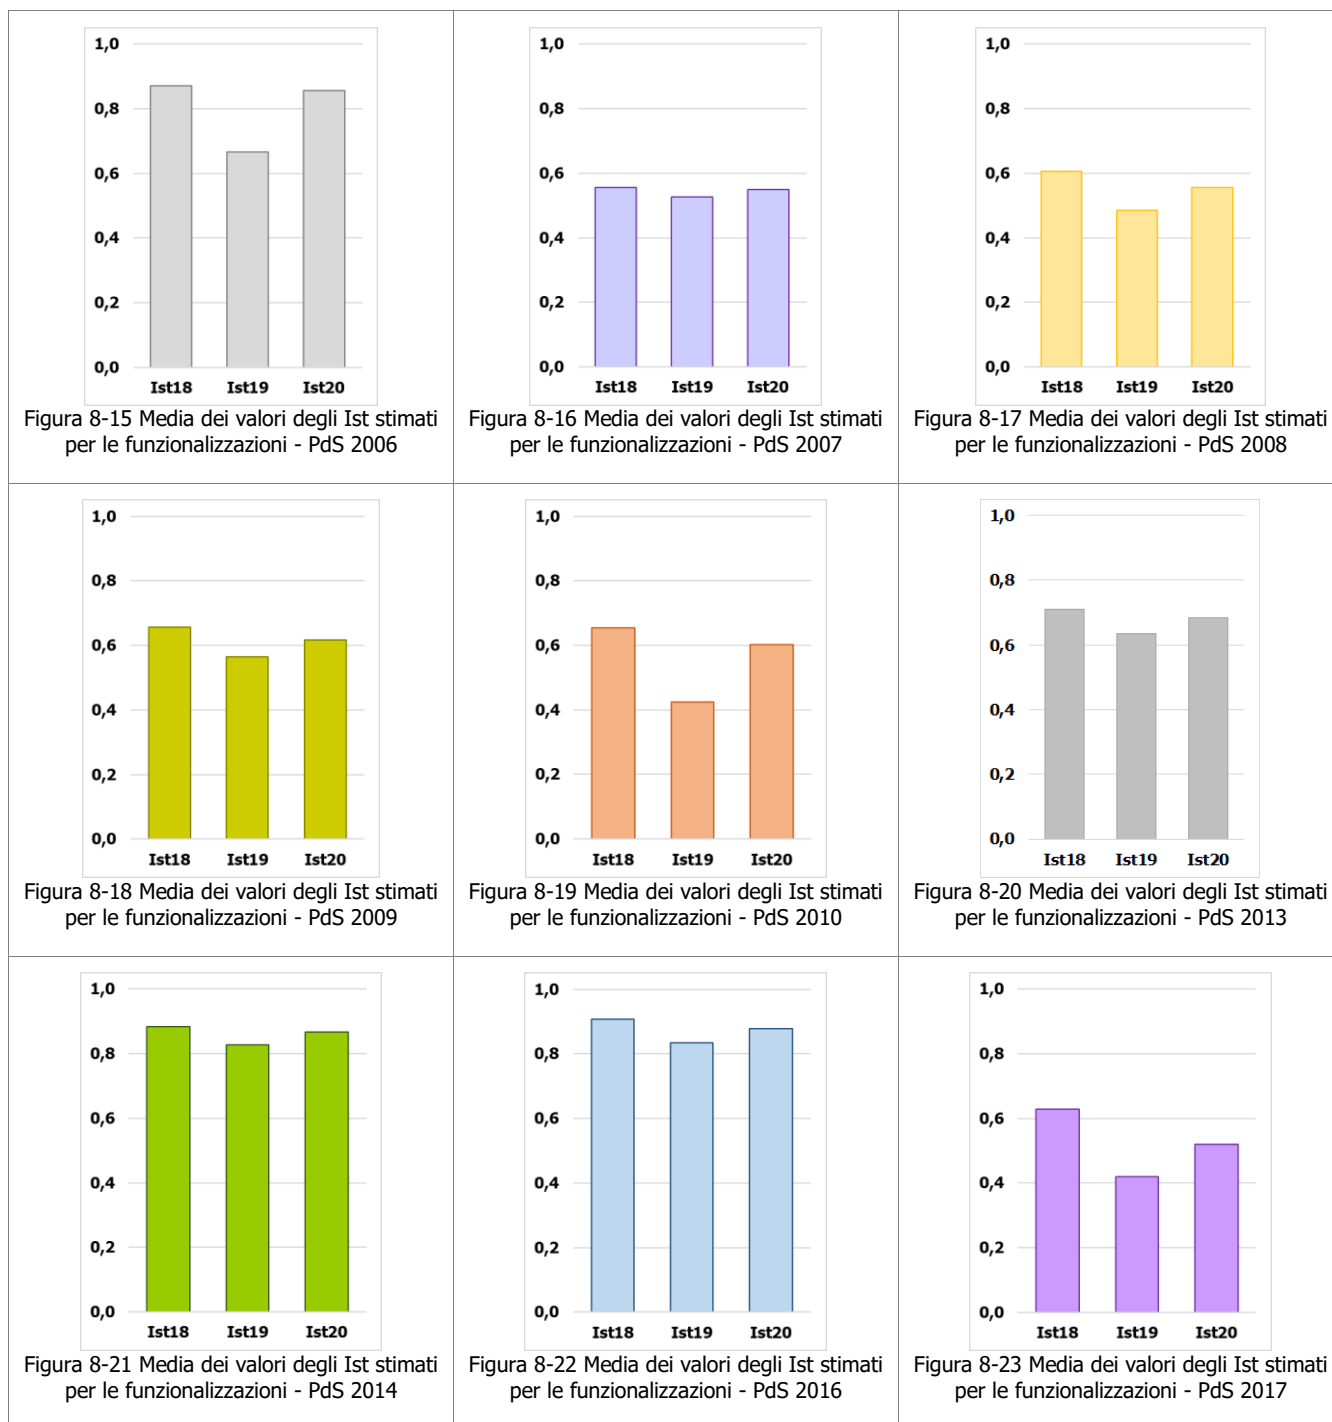 1,0
0,8
0,6
0,4
0,2
0,0
Ist18 Ist19 Ist20
Figura 8-15 Media dei valori degli Ist stimati
per le funzionalizzazioni - PdS 2006
1,0
0,8
0,6
0,4
0,2
0,0
Ist18 Ist19 Ist20
Figura 8-16 Media dei valori degli Ist stimati
per le funzionalizzazioni - PdS 2007
1,0
0,8
0,6
0,4
0,2
0,0
Ist18 Ist19 Ist20
Figura 8-17 Media dei valori degli Ist stimati
per le funzionalizzazioni - PdS 2008
1,0
0,8
0,6
0,4
0,2
0,0
Ist18 Ist19 Ist20
Figura 8-18 Media dei valori degli Ist stimati
per le funzionalizzazioni - PdS 2009
1,0
0,8
0,6
0,4
0,2
0,0
Ist18 Ist19 Ist20
Figura 8-19 Media dei valori degli Ist stimati
per le funzionalizzazioni - PdS 2010
1,0
0,8
0,6
0,4
0,2
0,0
Ist18 Ist19 Ist20
Figura 8-20 Media dei valori degli Ist stimati
per le funzionalizzazioni - PdS 2013
1,0
0,8
0,6
0,4
0,2
0,0
Ist18 Ist19 Ist20
Figura 8-21 Media dei valori degli Ist stimati
per le funzionalizzazioni - PdS 2014
1,0
0,8
0,6
0,4
0,2
0,0
Ist18 Ist19 Ist20
Figura 8-22 Media dei valori degli Ist stimati
per le funzionalizzazioni - PdS 2016
1,0
0,8
0,6
0,4
0,2
0,0
Ist18 Ist19 Ist20
Figura 8-23 Media dei valori degli Ist stimati
per le funzionalizzazioni - PdS 2017